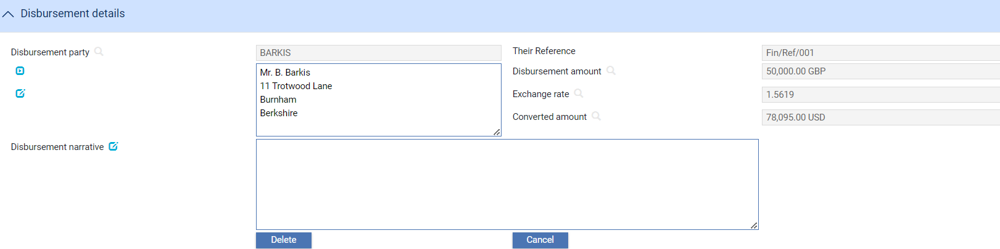 Disbursement details
Disbursement party
BARKIS
Their Reference
Fin/Ref/001
Mr. B. Barkis
11 Trotwood Lane
Burnham
Berkshire
Disbursement amount
50,000.00 GBP
Exchange rate
1.5619
Converted amount
78,095.00 USD
Disbursement narrative
Delete
Cancel